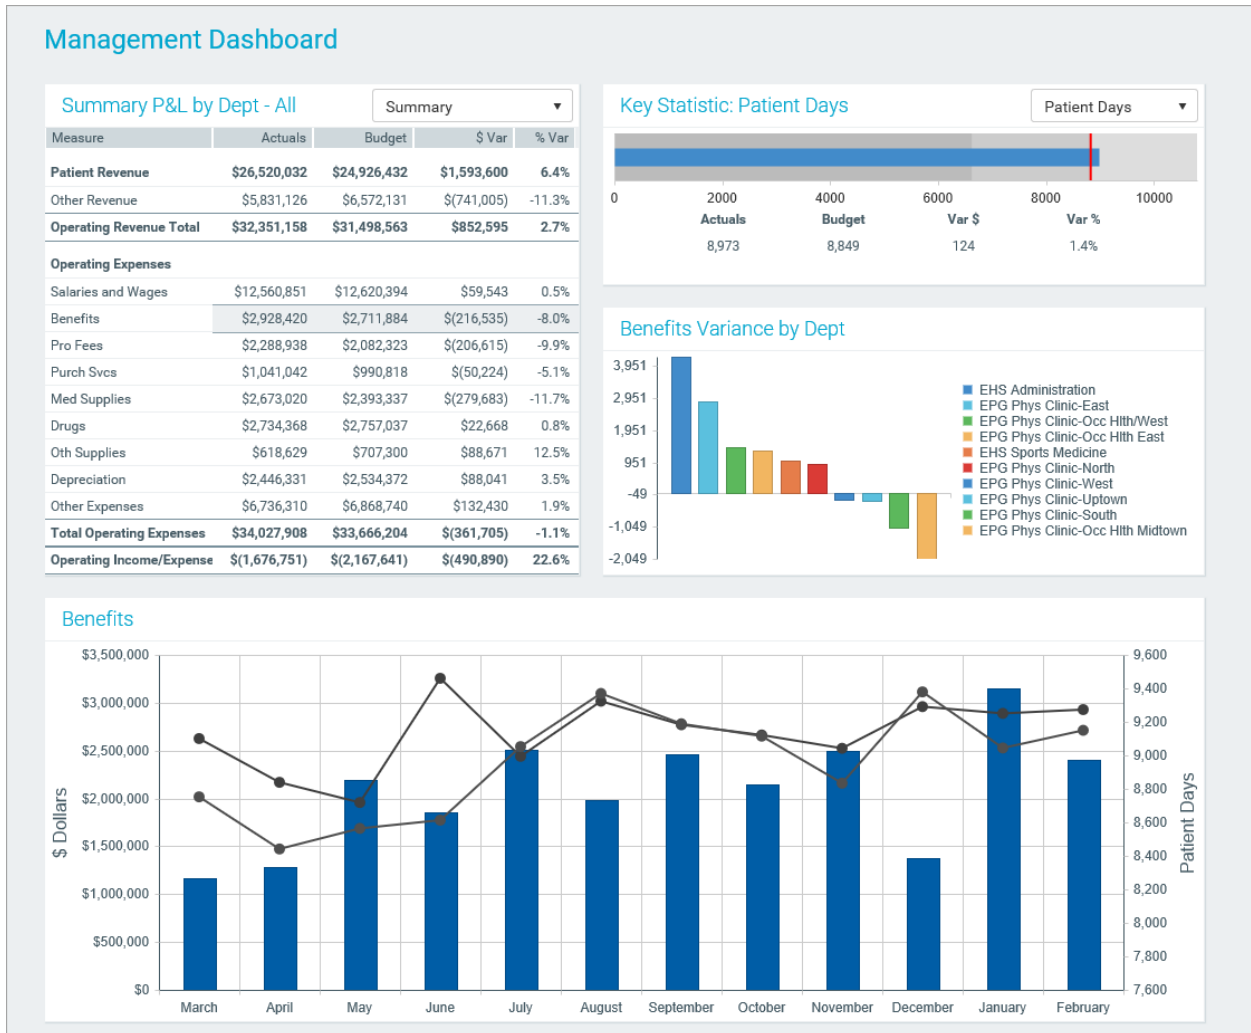 Management Dashboard
Summary P&L by Dept - All
Summary
Measure Actuals Budget $ Var % Var
Patient Revenue $26,520,032 $24,926,432 $1,593,600 6.4%
Other Revenue $5,831,126 $6,572,131 $(741,005) -11.3%
Operating Revenue Total $32,351,158 $31,498,563 $852,595 2.7%
Operating Expenses
Salaries and Wages $12,560,851 $12,620,394 $59,543 0.5%
Benefits $2,928,420 $2,711,884 $(216,535) -8.0%
Pro Fees $2,288,938 $2,082,323 $(206,615) -9.9%
Purch Svcs $1,041,042 $990,818 $(50,224) -5.1%
Med Supplies $2,673,020 $2,393,337 $(279,683) -11.7%
Drugs $2,734,368 $2,757,037 $22,668 0.8%
Oth Supplies $618,629 $707,300 $88,671 12.5%
Depreciation $2,446,331 $2,534,372 $88,041 3.5%
Other Expenses $6,736,310 $6,868,740 $132,430 1.9%
Total Operating Expenses $34,027,908 $33,666,204 $(361,705) -1.1%
Operating Income/Expense $(1,676,751) $(2,167,641) $(490,890) 22.6%
Key Statistic: Patient Days
Patient Days
0 2000 4000 6000 8000 10000
Actuals Budget Var $ Var %
8,973 8,849 124 1.4%
Benefits Variance by Dept
3,951
2,951
1,951
951
-49
-1,049
-2,049
EHS Administration
EPG Phys Clinic-East
EPG Phys Clinic-Occ Hlth/West
EPG Phys Clinic-Occ Hlth East
EHS Sports Medicine
EPG Phys Clinic-North
EPG Phys Clinic-West
EPG Phys Clinic-Uptown
EPG Phys Clinic-South
EPG Phys Clinic-Occ Hlth Midtown
Benefits
$ Dollars
$3,500,000
$3,000,000
$2,500,000
$2,000,000
$1,500,000
$1,000,000
$500,000
$0
9,600
9,400
9,200
9,000
8,800
8,600
8,400
8,200
8,000
7,800
7,600
Patient Days
March April May June July August September October November December January February